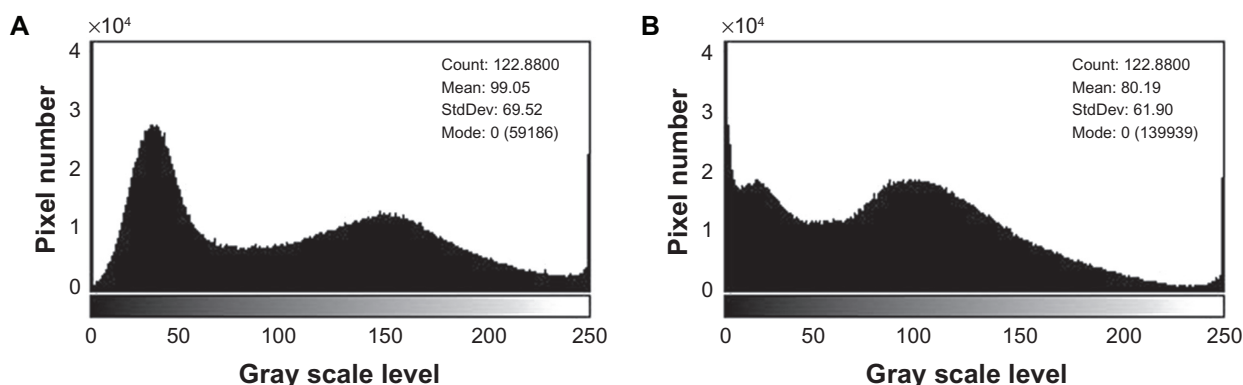 A
×10⁴
4
3
2
1
0
Pixel number
Count: 122.8800
Mean: 99.05
StdDev: 69.52
Mode: 0 (59186)
0 50 100 150 200 250
Gray scale level
B
×10⁴
4
3
2
1
0
Pixel number
Count: 122.8800
Mean: 80.19
StdDev: 61.90
Mode: 0 (139939)
0 50 100 150 200 250
Gray scale level